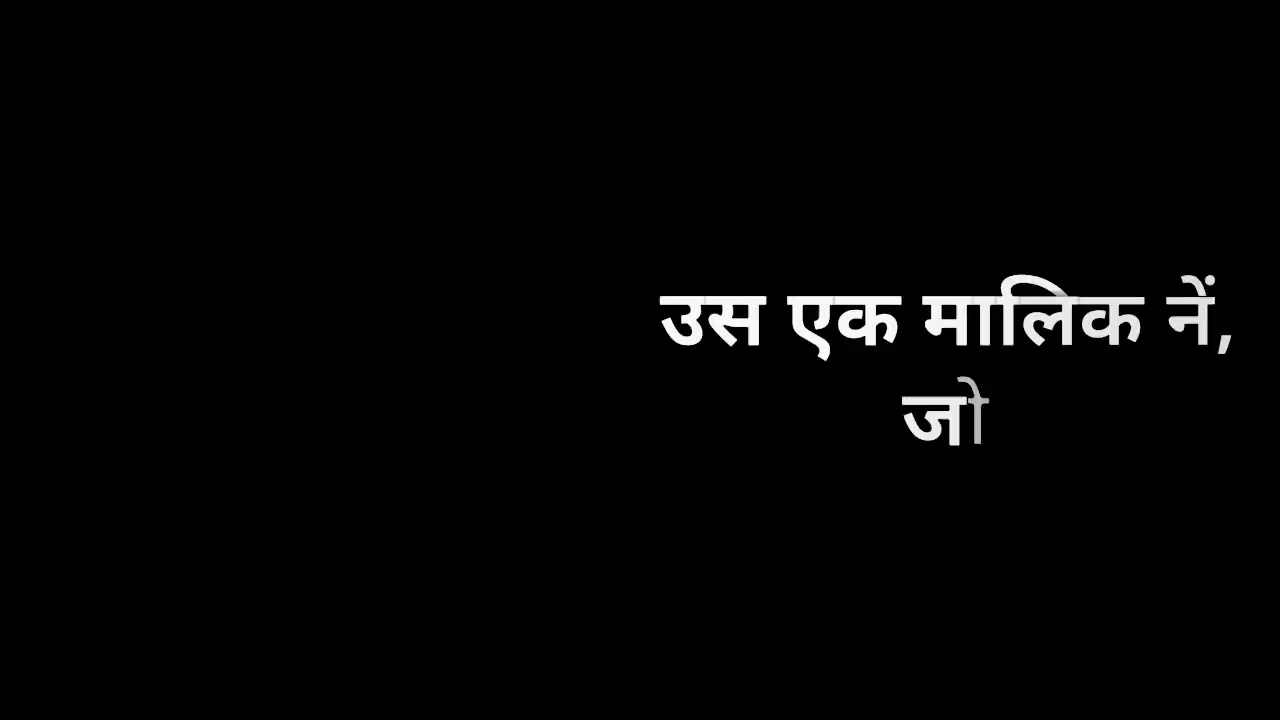 उस एक मालिक नें,
जो